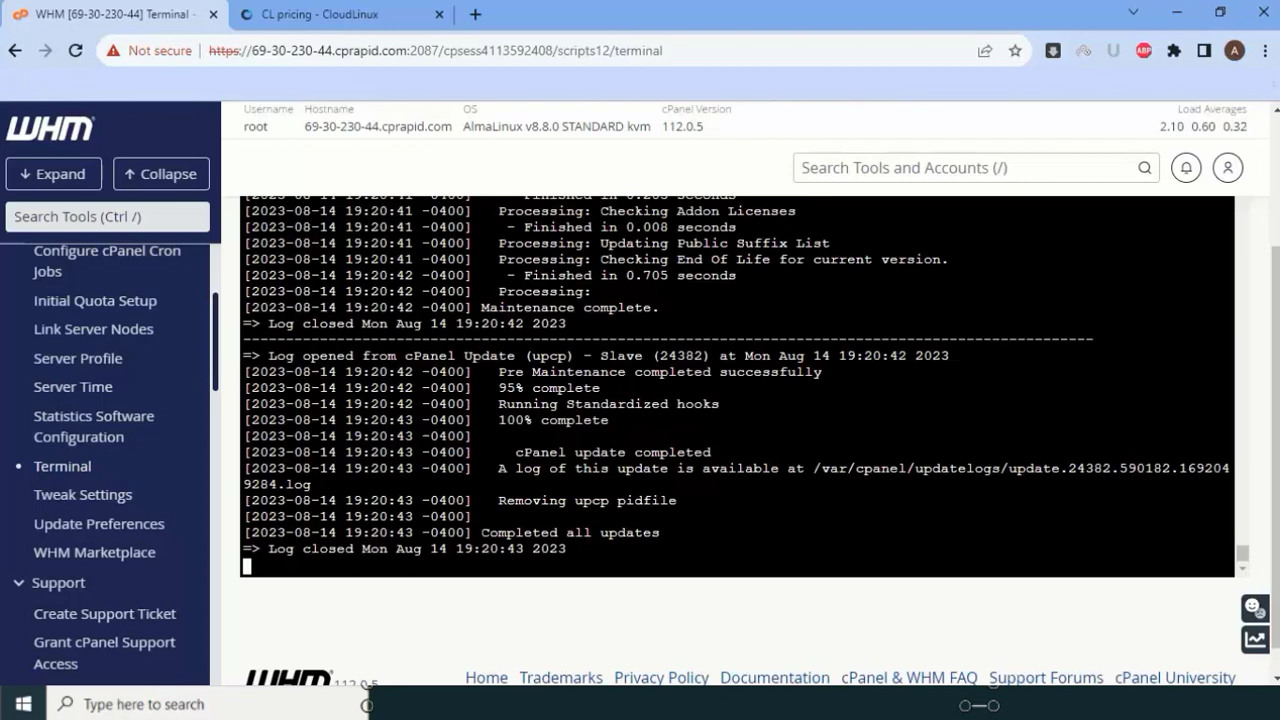 WHM [69-30-230-44] Terminal -
CL pricing - CloudLinux
Not secure
https://69-30-230-44.cprapid.com:2087/cpsess4113592408/scripts12/terminal
U
ABP
A
WHM
Expand
Collapse
Search Tools (Ctrl /)
Configure cPanel Cron
Jobs
Initial Quota Setup
Link Server Nodes
Server Profile
Server Time
Statistics Software
Configuration
Terminal
Tweak Settings
Update Preferences
WHM Marketplace
Support
Create Support Ticket
Grant cPanel Support
Access
Username Hostname OS cPanel Version Load Averages
root 69-30-230-44.cprapid.com AlmaLinux v8.8.0 STANDARD kvm 112.0.5 2.10 0.60 0.32
Search Tools and Accounts (/)
[2023-08-14 19:20:41 -0400] Processing: Checking Addon Licenses
[2023-08-14 19:20:41 -0400] - Finished in 0.008 seconds
[2023-08-14 19:20:41 -0400] Processing: Updating Public Suffix List
[2023-08-14 19:20:41 -0400] Processing: Checking End Of Life for current version.
[2023-08-14 19:20:42 -0400] - Finished in 0.705 seconds
[2023-08-14 19:20:42 -0400] Processing:
[2023-08-14 19:20:42 -0400] Maintenance complete.
=> Log closed Mon Aug 14 19:20:42 2023
=> Log opened from cPanel Update (upcp) - Slave (24382) at Mon Aug 14 19:20:42 2023
[2023-08-14 19:20:42 -0400] Pre Maintenance completed successfully
[2023-08-14 19:20:42 -0400] 95% complete
[2023-08-14 19:20:42 -0400] Running Standardized hooks
[2023-08-14 19:20:43 -0400] 100% complete
[2023-08-14 19:20:43 -0400]
[2023-08-14 19:20:43 -0400] cPanel update completed
[2023-08-14 19:20:43 -0400] A log of this update is available at /var/cpanel/updatelogs/update.24382.590182.169204
9284.log
[2023-08-14 19:20:43 -0400] Removing upcp pidfile
[2023-08-14 19:20:43 -0400]
[2023-08-14 19:20:43 -0400] Completed all updates
=> Log closed Mon Aug 14 19:20:43 2023
WHM 112.0.5 Home Trademarks Privacy Policy Documentation cPanel & WHM FAQ Support Forums cPanel University
Type here to search